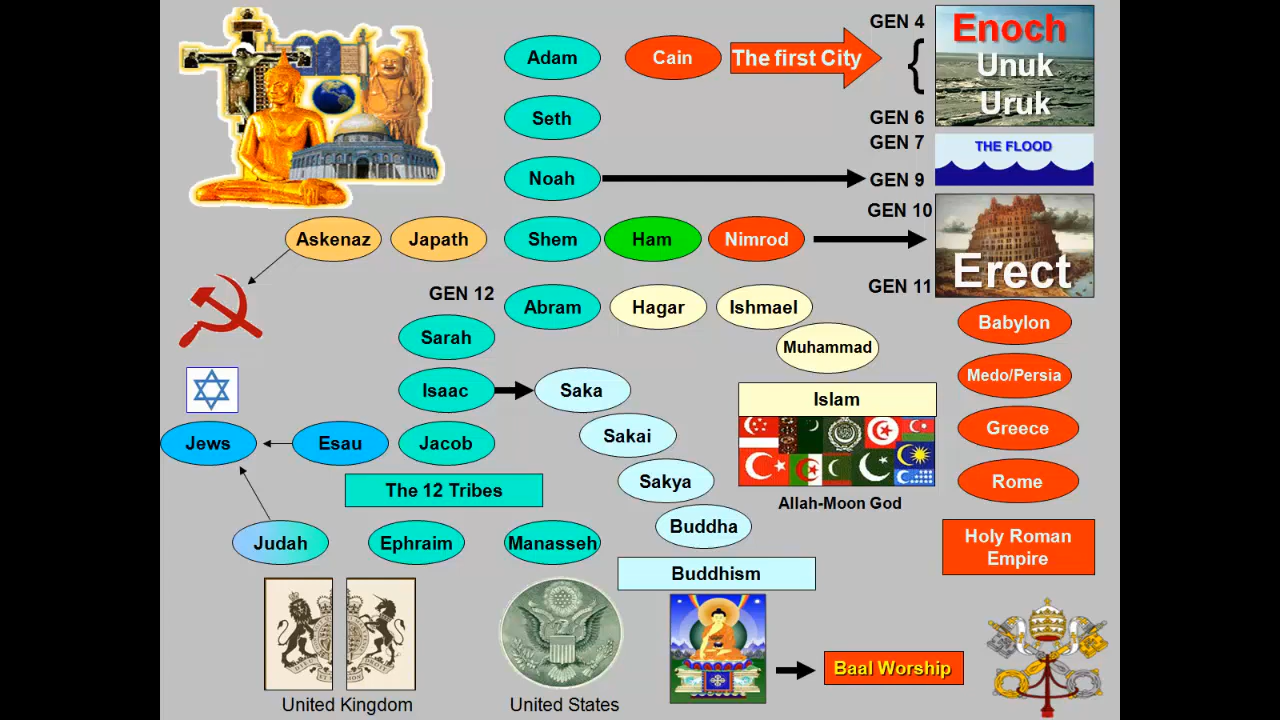 GEN 4
Enoch
Adam
Cain
The first City
{
Unuk
Uruk
Seth
GEN 6
GEN 7
THE FLOOD
Noah
GEN 9
GEN 10
Askenaz
Japath
Shem
Ham
Nimrod
Erect
GEN 11
GEN 12
Abram
Hagar
Ishmael
Babylon
Sarah
Muhammad
Medo/Persia
Isaac
Saka
Islam
Jews
Esau
Jacob
Sakai
Greece
The 12 Tribes
Sakya
Rome
Allah-Moon God
Buddha
Judah
Ephraim
Manasseh
Holy Roman
Empire
Buddhism
Baal Worship
United Kingdom
United States